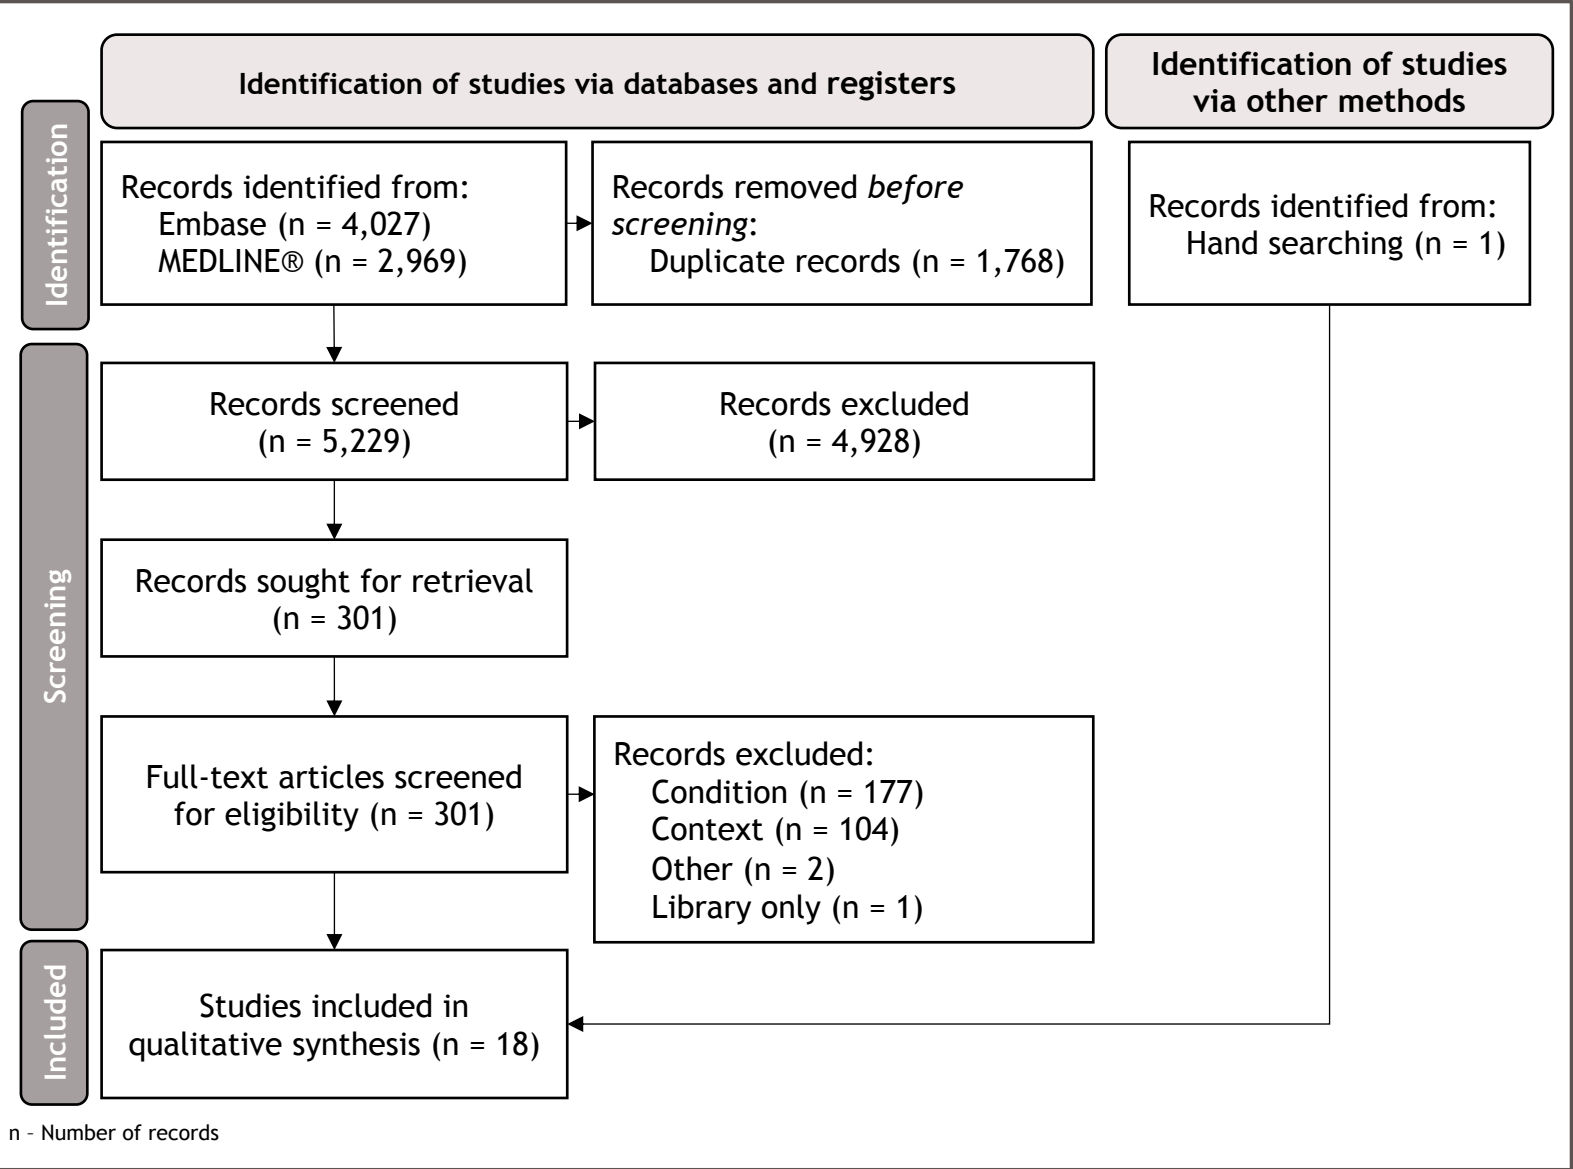 Identification of studies via databases and registers
Identification of studies
via other methods
Identification
Records identified from:
Embase (n = 4,027)
MEDLINE® (n = 2,969)
Records removed before
screening:
Duplicate records (n = 1,768)
Records identified from:
Hand searching (n = 1)
Screening
Records screened
(n = 5,229)
Records excluded
(n = 4,928)
Records sought for retrieval
(n = 301)
Full-text articles screened
for eligibility (n = 301)
Records excluded:
Condition (n = 177)
Context (n = 104)
Other (n = 2)
Library only (n = 1)
Included
Studies included in
qualitative synthesis (n = 18)
n – Number of records